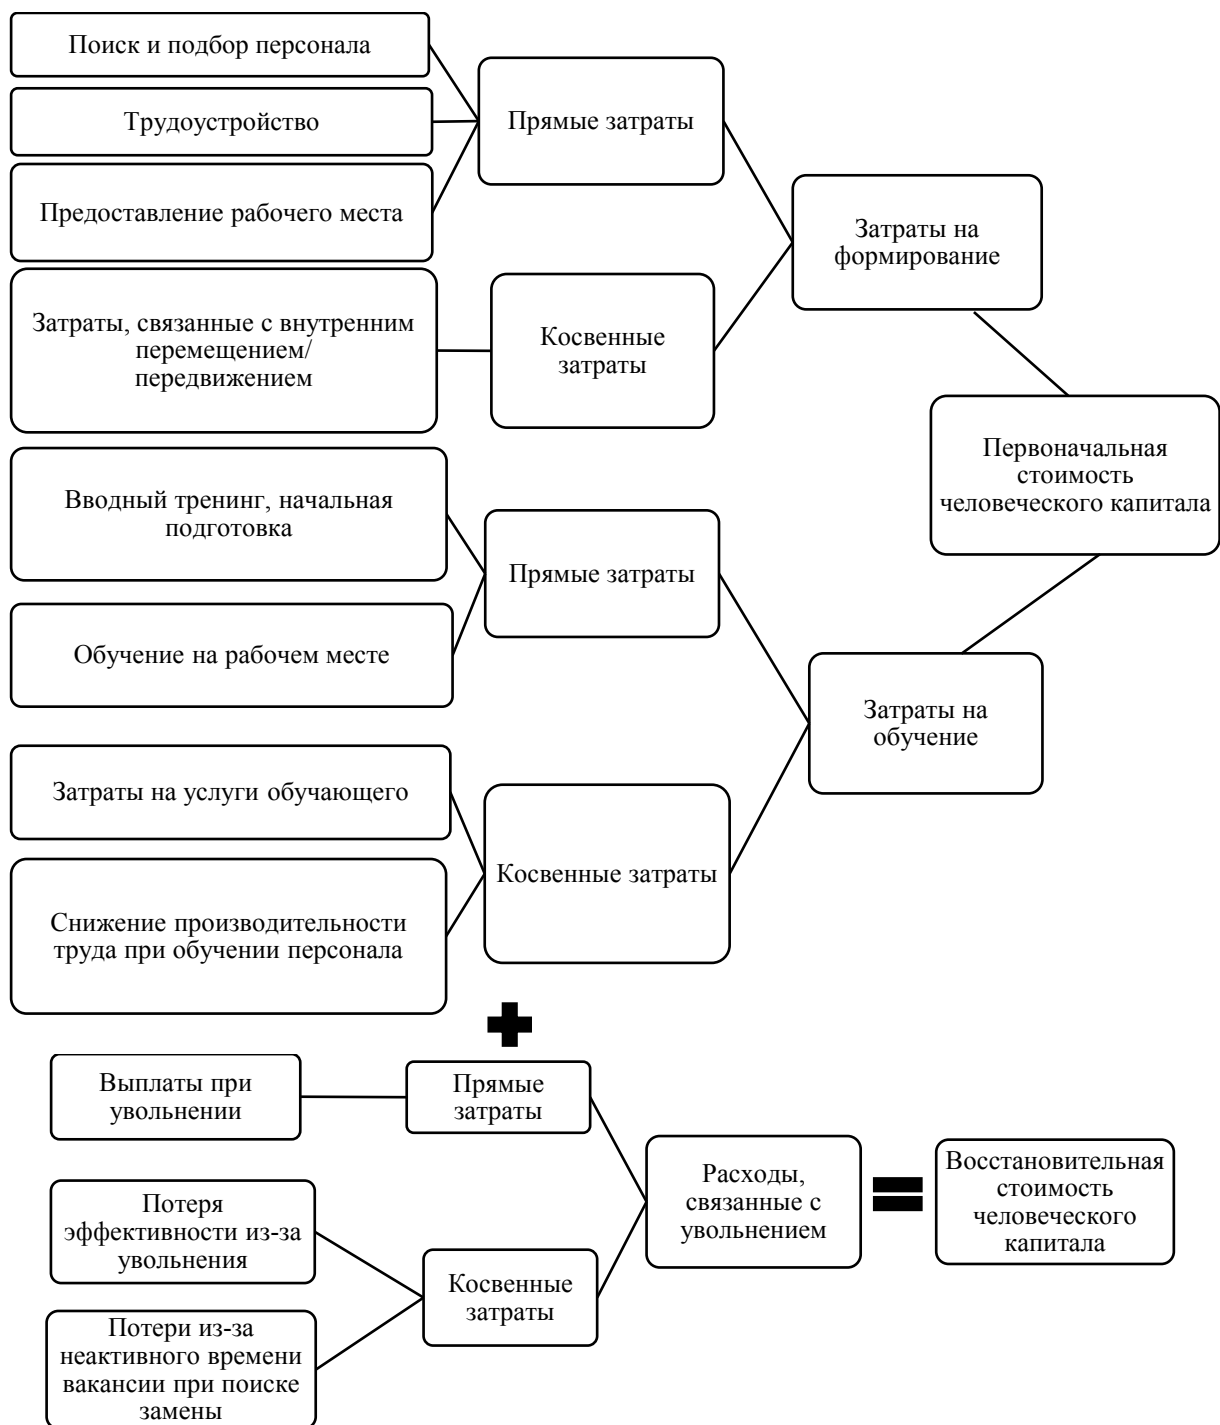 Поиск и подбор персонала
Трудоустройство
Предоставление рабочего места
Прямые затраты
Затраты, связанные с внутренним
перемещением/
передвижением
Косвенные
затраты
Затраты на
формирование
Первоначальная
стоимость
человеческого капитала
Вводный тренинг, начальная
подготовка
Обучение на рабочем месте
Прямые затраты
Затраты на услуги обучающего
Снижение производительности
труда при обучении персонала
Косвенные затраты
Затраты на
обучение
Выплаты при
увольнении
Прямые
затраты
Потеря
эффективности из-за
увольнения
Потери из-за
неактивного времени
вакансии при поиске
замены
Косвенные
затраты
Расходы,
связанные с
увольнением
Восстановительная
стоимость
человеческого
капитала